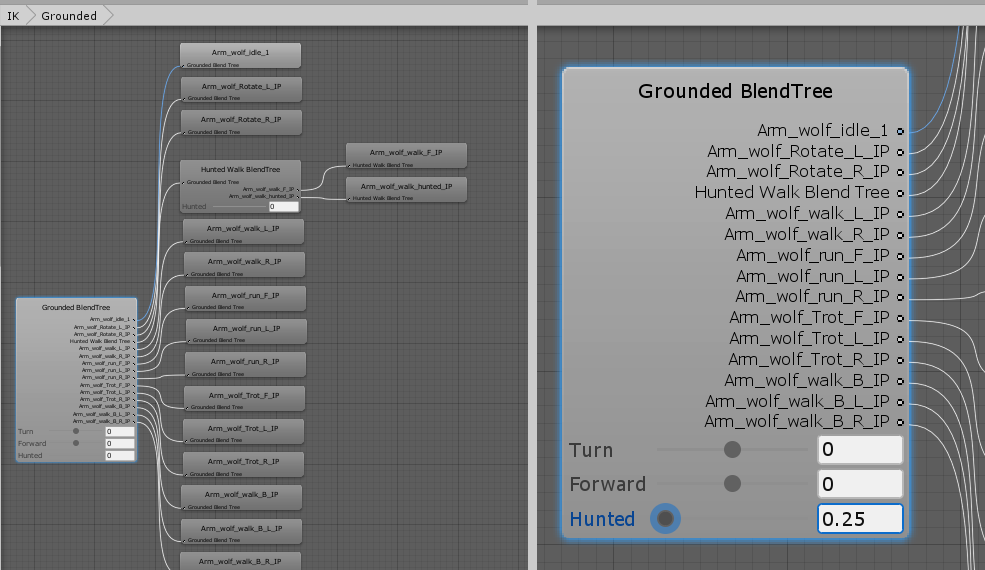 IK Grounded
Arm_wolf_idle_1
Grounded Blend Tree
Arm_wolf_Rotate_L_IP
Grounded Blend Tree
Arm_wolf_Rotate_R_IP
Grounded Blend Tree
Hunted Walk BlendTree
Grounded Blend Tree
Arm_wolf_walk_F_IP
Arm_wolf_walk_hunted_IP
Hunted 0
Arm_wolf_walk_F_IP
Hunted Walk Blend Tree
Arm_wolf_walk_hunted_IP
Hunted Walk Blend Tree
Arm_wolf_walk_L_IP
Grounded Blend Tree
Arm_wolf_walk_R_IP
Grounded Blend Tree
Arm_wolf_run_F_IP
Grounded Blend Tree
Arm_wolf_run_L_IP
Grounded Blend Tree
Arm_wolf_run_R_IP
Grounded Blend Tree
Arm_wolf_Trot_F_IP
Grounded Blend Tree
Arm_wolf_Trot_L_IP
Grounded Blend Tree
Arm_wolf_Trot_R_IP
Grounded Blend Tree
Arm_wolf_walk_B_IP
Grounded Blend Tree
Arm_wolf_walk_B_L_IP
Grounded Blend Tree
Arm_wolf_walk_B_R_IP
Grounded BlendTree
Arm_wolf_idle_1
Arm_wolf_Rotate_L_IP
Arm_wolf_Rotate_R_IP
Hunted Walk Blend Tree
Arm_wolf_walk_L_IP
Arm_wolf_walk_R_IP
Arm_wolf_run_F_IP
Arm_wolf_run_L_IP
Arm_wolf_run_R_IP
Arm_wolf_Trot_F_IP
Arm_wolf_Trot_L_IP
Arm_wolf_Trot_R_IP
Arm_wolf_walk_B_IP
Arm_wolf_walk_B_L_IP
Arm_wolf_walk_B_R_IP
Turn 0
Forward 0
Hunted 0
Grounded BlendTree
Arm_wolf_idle_1
Arm_wolf_Rotate_L_IP
Arm_wolf_Rotate_R_IP
Hunted Walk Blend Tree
Arm_wolf_walk_L_IP
Arm_wolf_walk_R_IP
Arm_wolf_run_F_IP
Arm_wolf_run_L_IP
Arm_wolf_run_R_IP
Arm_wolf_Trot_F_IP
Arm_wolf_Trot_L_IP
Arm_wolf_Trot_R_IP
Arm_wolf_walk_B_IP
Arm_wolf_walk_B_L_IP
Arm_wolf_walk_B_R_IP
Turn 0
Forward 0
Hunted 0.25